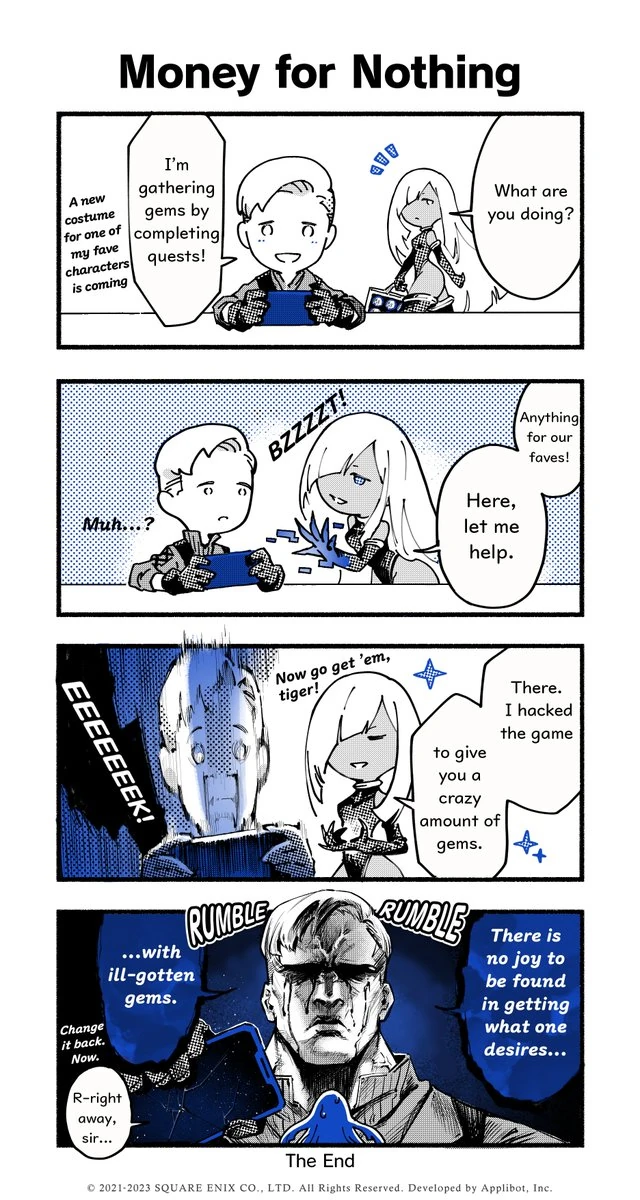 Money for Nothing
What are
you doing?
I'm
gathering
gems by
completing
quests!
A new
costume
for one of
my fave
characters
is coming
Anything
for our
faves!
Here,
let me
help.
BZZZZT!
Muh...?
There.
I hacked
the game
to give
you a
crazy
amount of
gems.
Now go get 'em,
tiger!
EEEEEEEK!
RUMBLE
RUMBLE
There is
no joy to
be found
in getting
what one
desires...
...with
ill-gotten
gems.
Change
it back.
Now.
R-right
away,
sir...
The End
© 2021-2023 SQUARE ENIX CO., LTD. All Rights Reserved. Developed by Applibot, Inc.